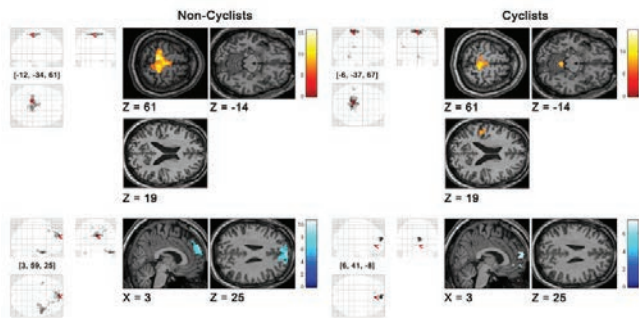 Non-Cyclists
Cyclists
[-12, -34, 61]
Z = 61
Z = -14
Z = 19
[-6, -37, 67]
Z = 61
Z = -14
Z = 19
[3, 59, 25]
X = 3
Z = 25
[6, 41, -8]
X = 3
Z = 25